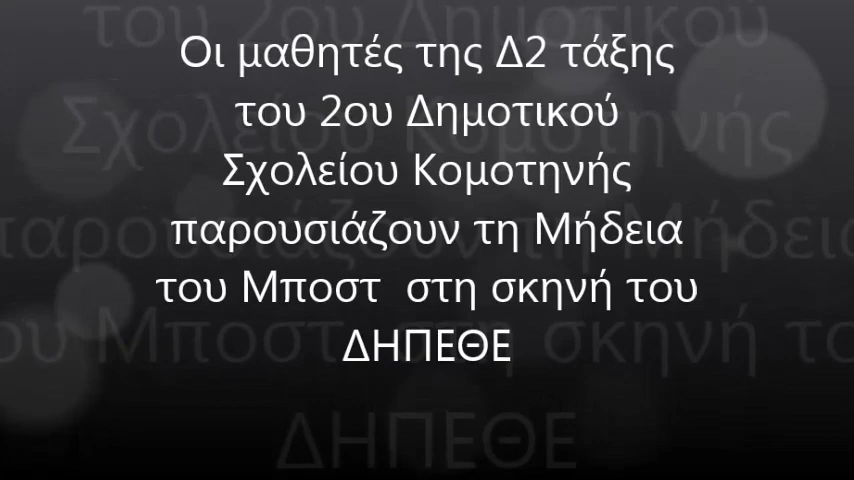 Οι μαθητές της Δ2 τάξης
του 2ου Δημοτικού
Σχολείου Κομοτηνής
παρουσιάζουν τη Μήδεια
του Μποστ στη σκηνή του
ΔΗΠΕΘΕ